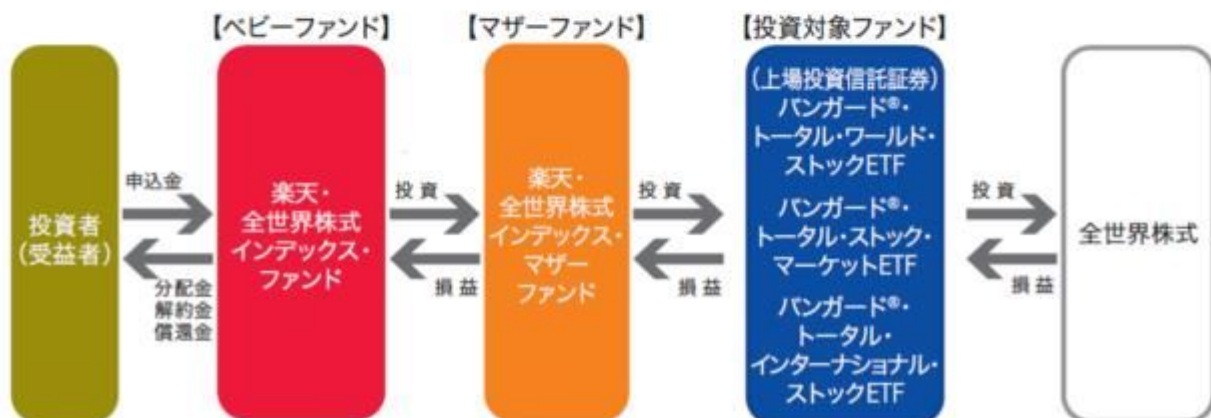 【ベビーファンド】
【マザーファンド】
【投資対象ファンド】
投資者
(受益者)
申込金
分配金
解約金
償還金
楽天・
全世界株式
インデックス・
ファンド
投資
損益
楽天・
全世界株式
インデックス・
マザー
ファンド
投資
損益
(上場投資信託証券)
バンガード®・
トータル・ワールド・
ストックETF
バンガード®・
トータル・ストック・
マーケットETF
バンガード®・
トータル・
インターナショナル・
ストックETF
投資
損益
全世界株式